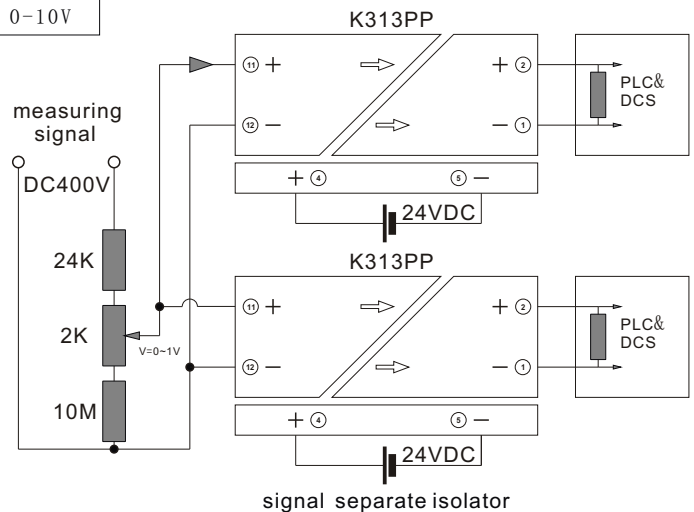 0-10V
K313PP
⑪ +
+ ②
⑫ −
− ①
PLC&
DCS
measuring
signal
DC400V
+ ④
⑤ −
24VDC
K313PP
24K
2K
V=0~1V
10M
⑪ +
+ ②
⑫ −
− ①
PLC&
DCS
+ ④
⑤ −
24VDC
signal separate isolator